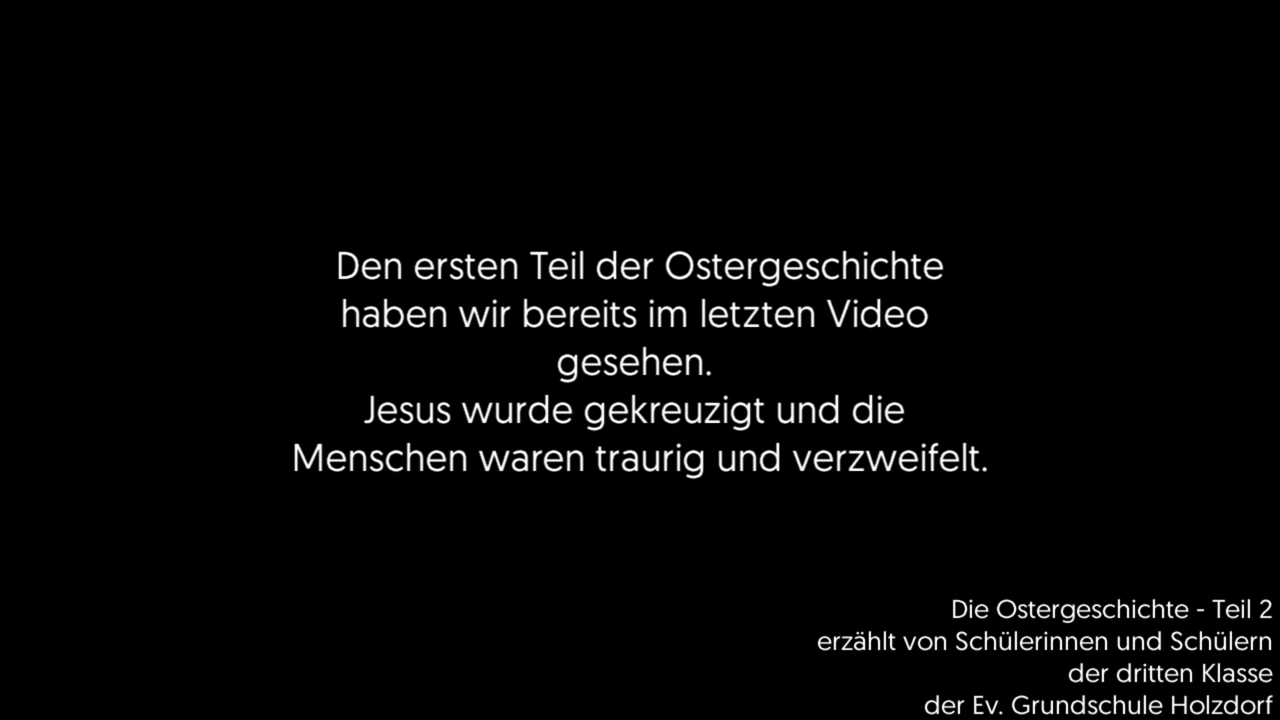 Den ersten Teil der Ostergeschichte
haben wir bereits im letzten Video
gesehen.
Jesus wurde gekreuzigt und die
Menschen waren traurig und verzweifelt.
Die Ostergeschichte - Teil 2
erzählt von Schülerinnen und Schülern
der dritten Klasse
der Ev. Grundschule Holzdorf